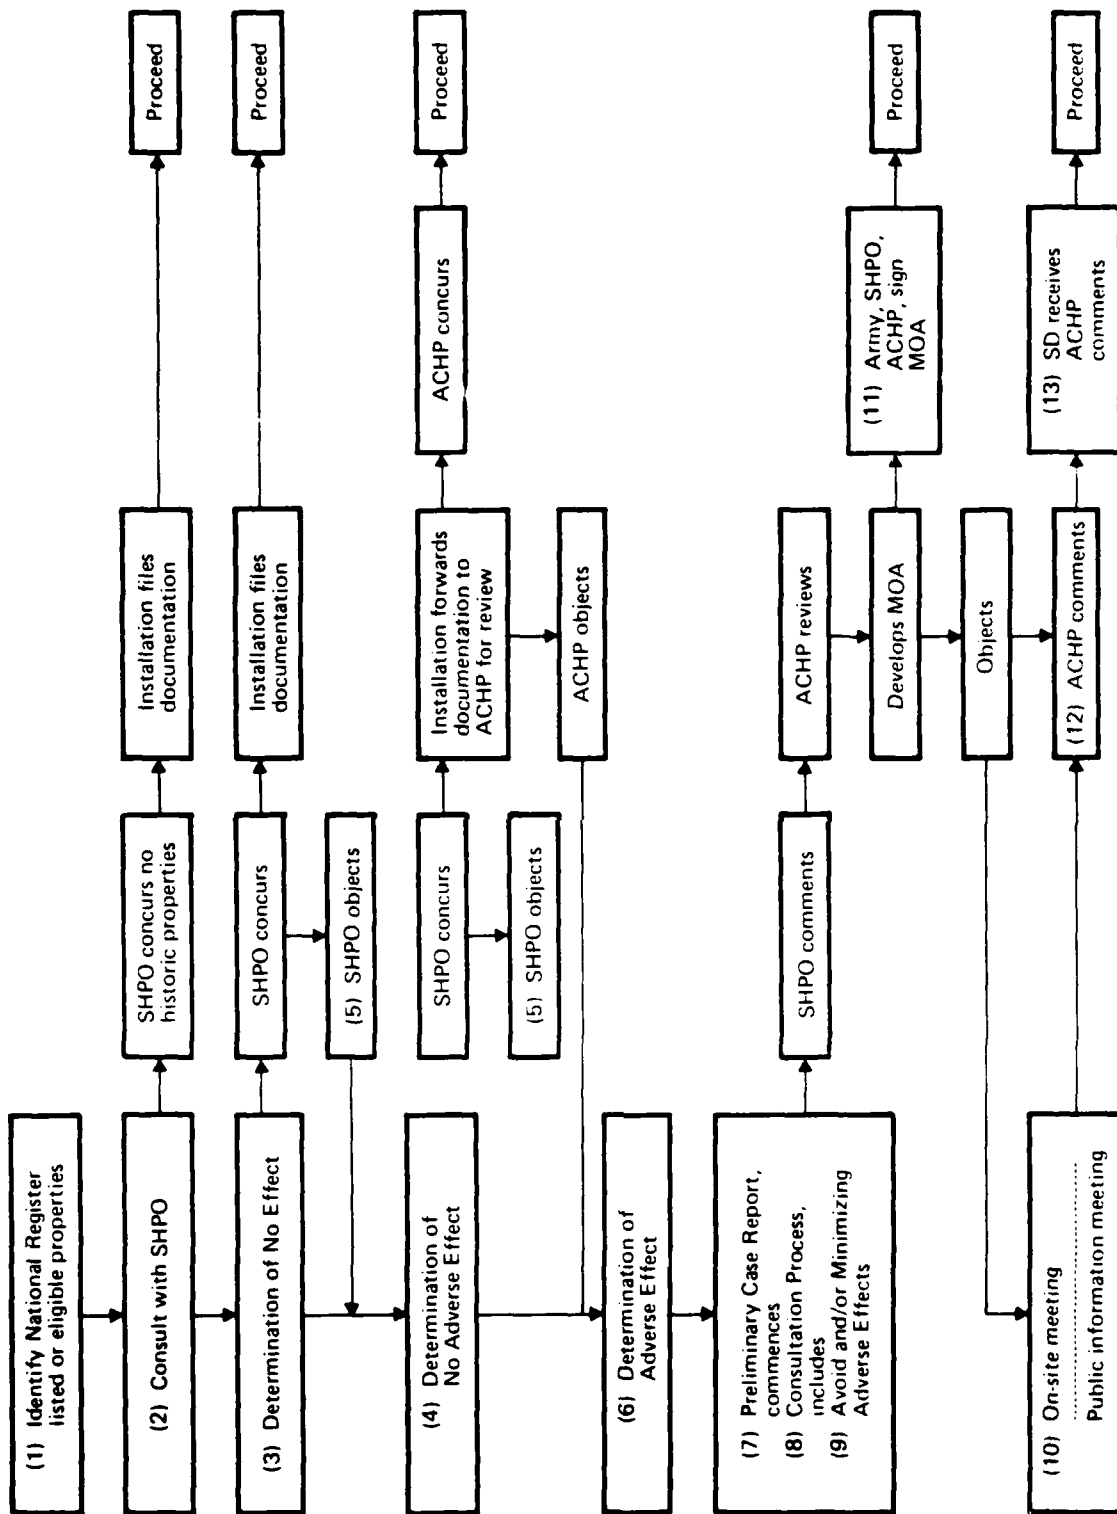 (1) Identify National Register
listed or eligible properties
(2) Consult with SHPO
SHPO concurs no
historic properties
Installation files
documentation
Proceed
(3) Determination of No Effect
SHPO concurs
Installation files
documentation
Proceed
(5) SHPO objects
(4) Determination of
No Adverse Effect
SHPO concurs
Installation forwards
documentation to
ACHP for review
ACHP concurs
Proceed
(5) SHPO objects
ACHP objects
(6) Determination of
Adverse Effect
(7) Preliminary Case Report,
commences
(8) Consultation Process,
includes
(9) Avoid and/or Minimizing
Adverse Effects
SHPO comments
ACHP reviews
Develops MOA
(11) Army, SHPO,
ACHP, sign
MOA
Proceed
Objects
(10) On-site meeting
Public information meeting
(12) ACHP comments
(13) SD receives
ACHP
comments
Proceed